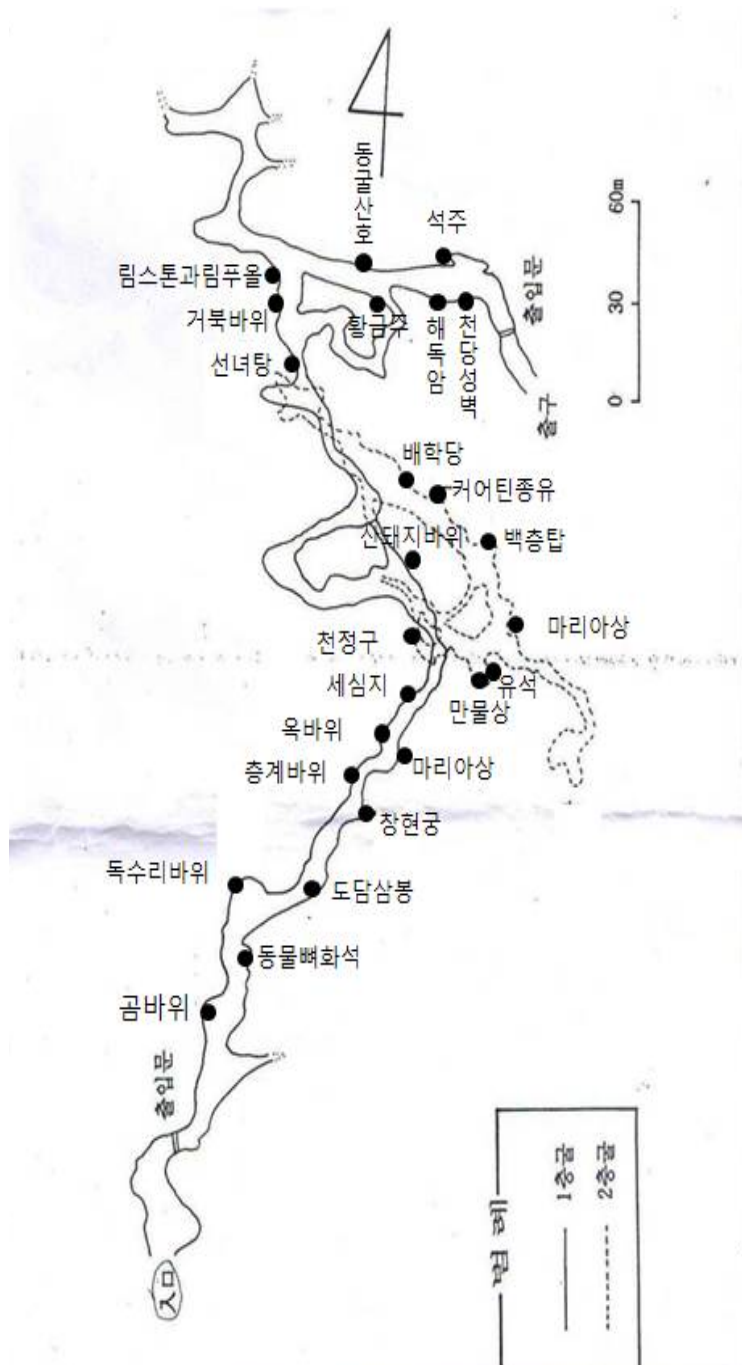 60m
30
0
동굴산호
석주
출입문
림스톤과림푸올
거북바위
황금주
해독암
천당성벽
선녀탕
출구
배학당
커어틴종유
백층탑
산돼지바위
마리아상
천정구
유석
만물상
세심지
옥바위
마리아상
층계바위
창현궁
독수리바위
도담삼봉
동물뼈화석
곰바위
출입문
入口
범례
1층굴
2층굴